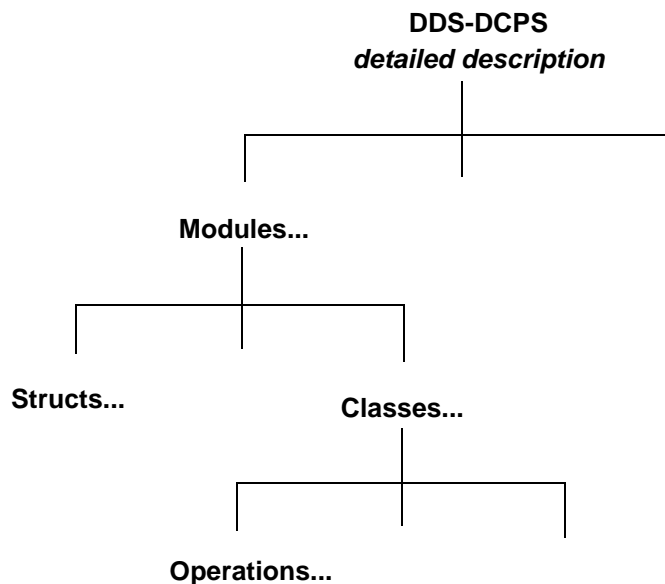 DDS-DCPS
detailed description
Modules...
Structs...
Classes...
Operations...